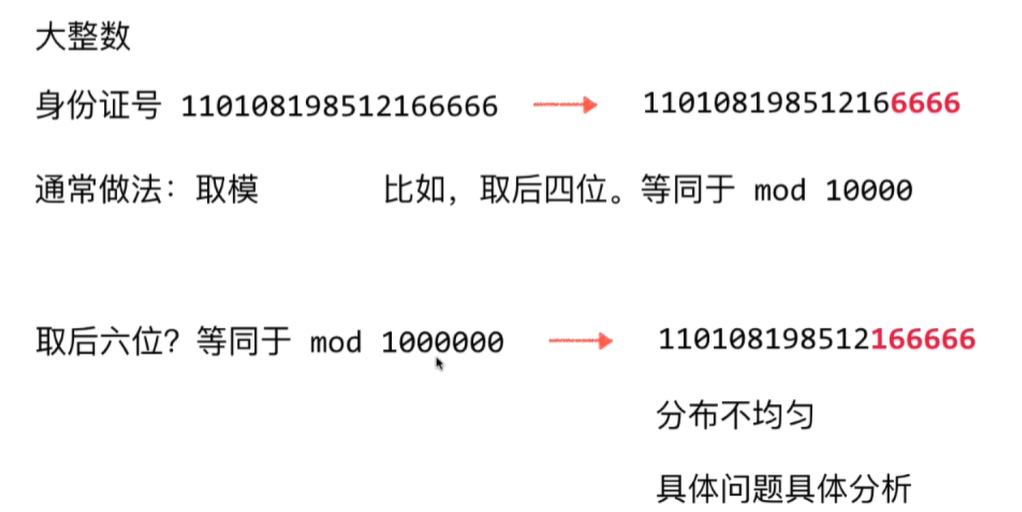 大整数
身份证号 110108198512166666 110108198512166666
通常做法：取模 比如，取后四位。等同于 mod 10000
取后六位？等同于 mod 1000000 110108198512166666
分布不均匀
具体问题具体分析